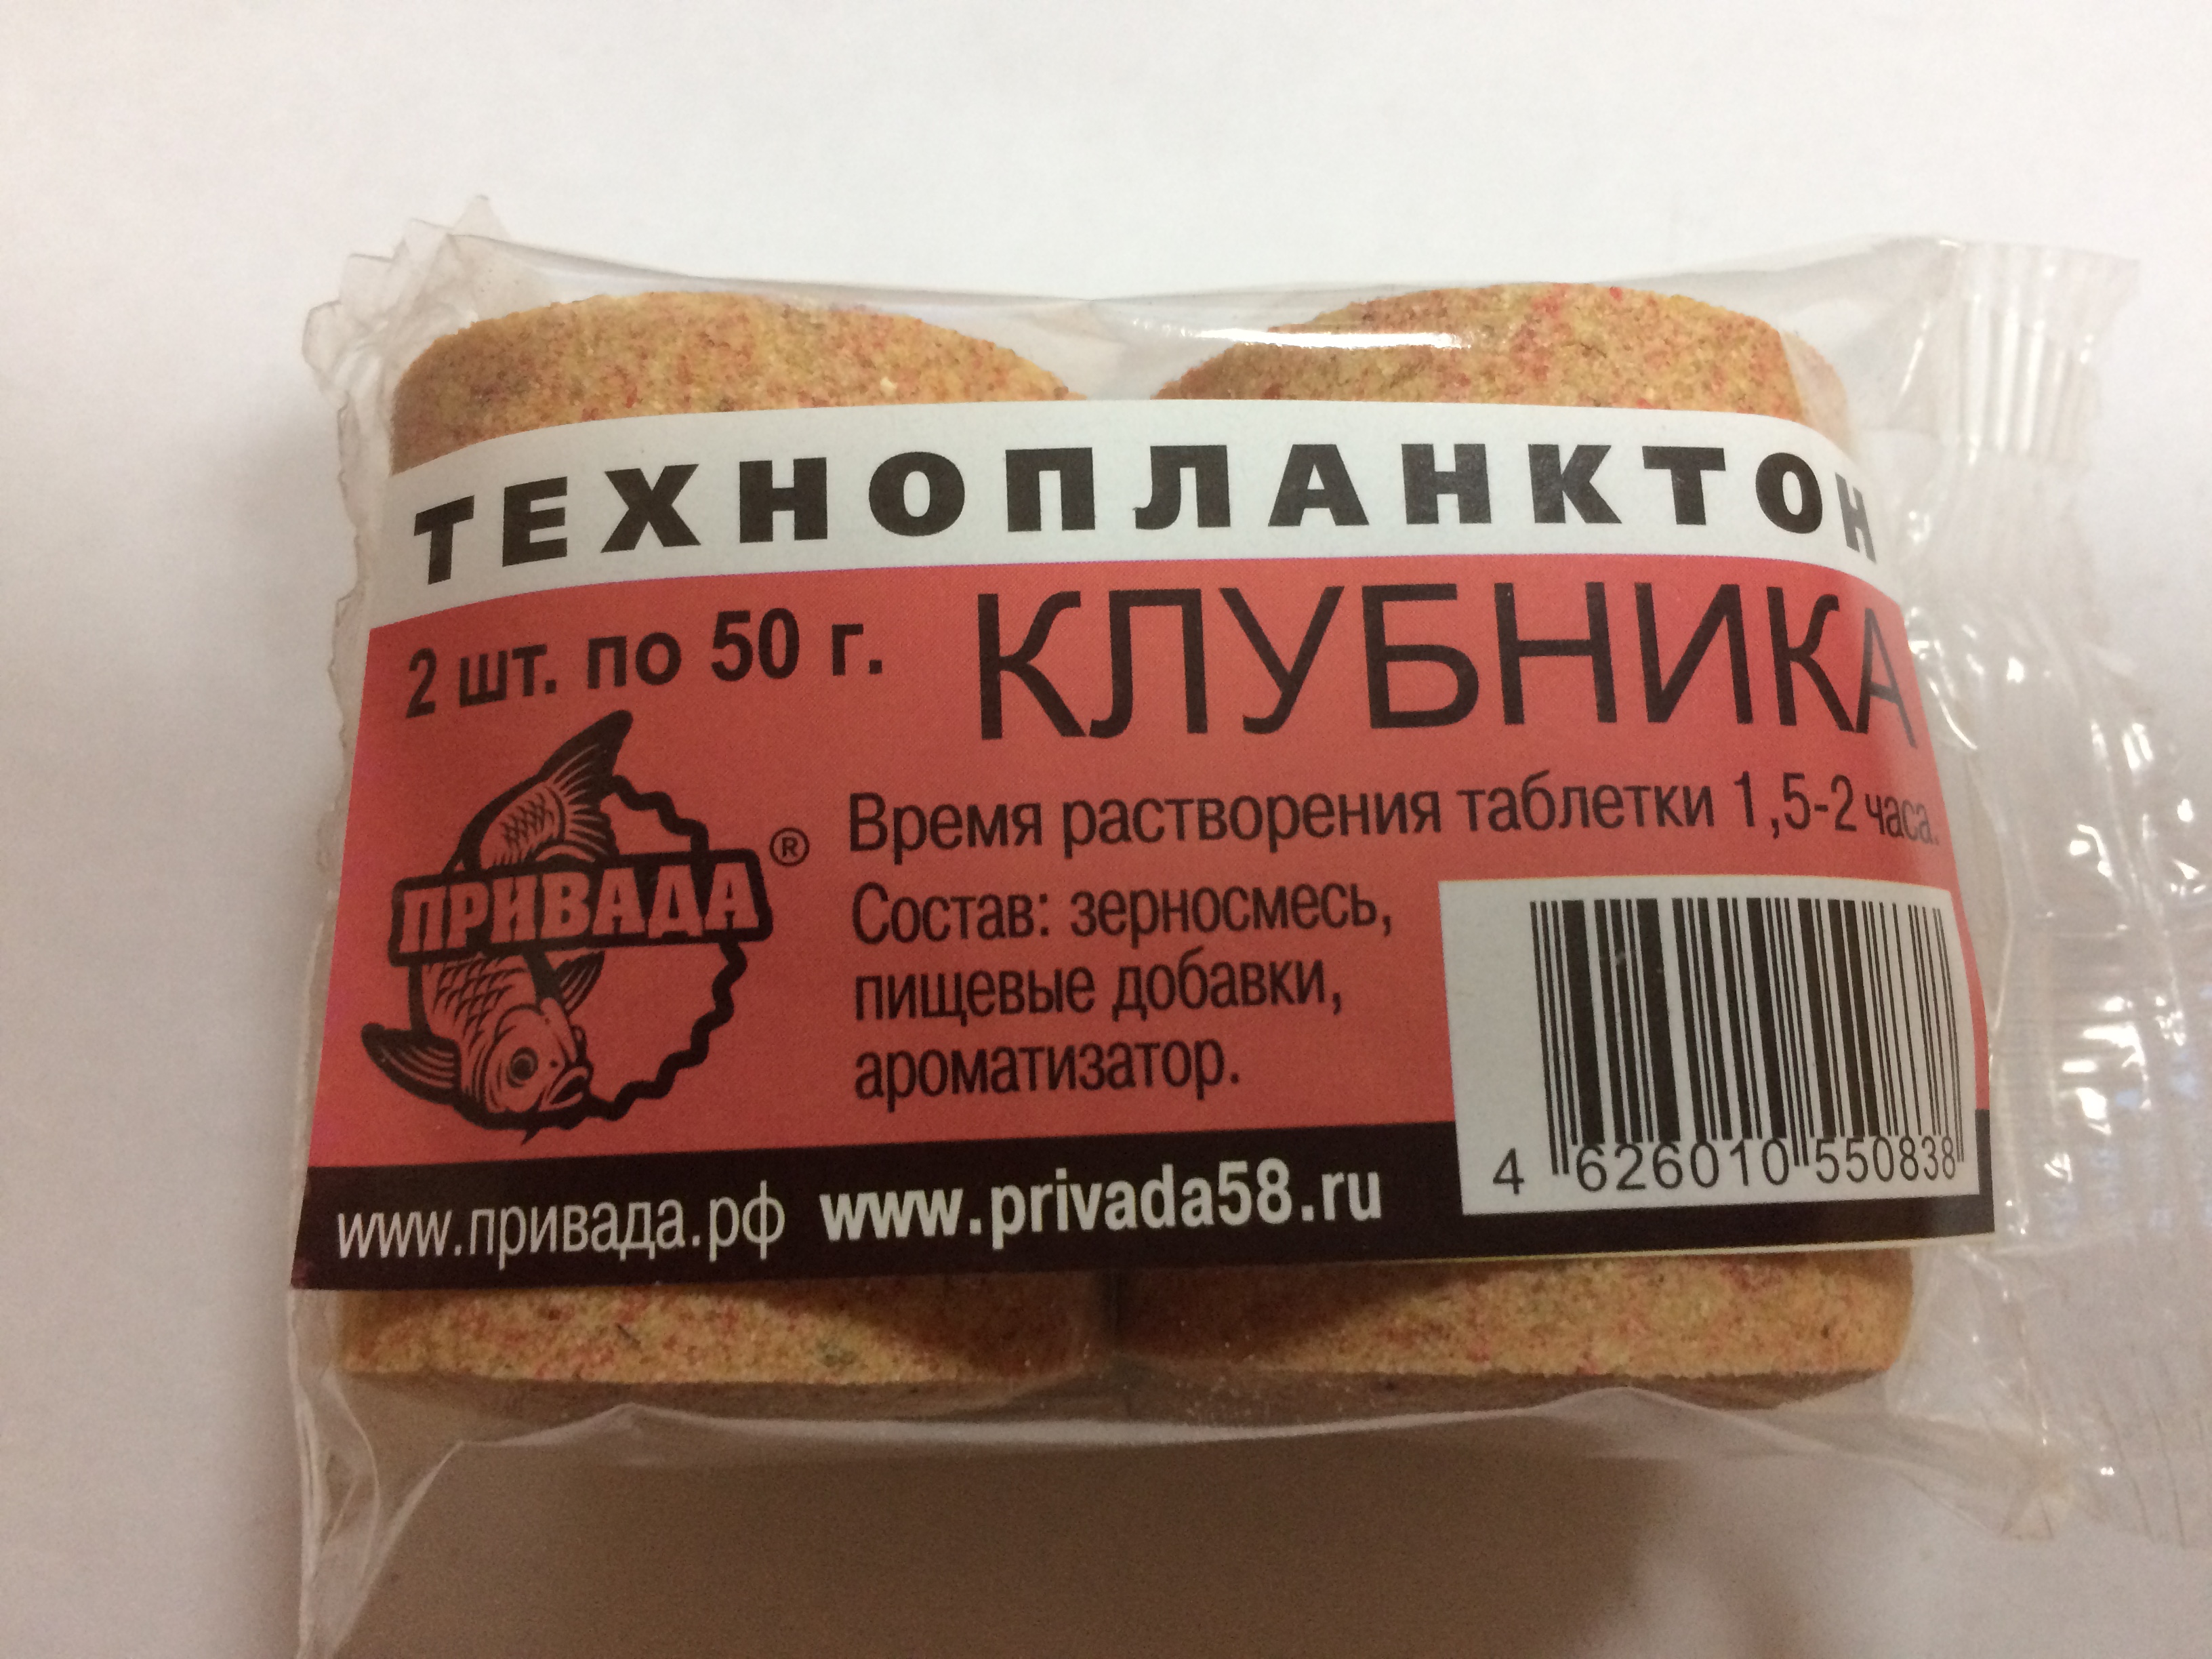 ТЕХНОПЛАНКТОН
2 шт. по 50 г. КЛУБНИКА
ПРИВАДА ®
Время растворения таблетки 1,5-2 часа.
Состав: зерносмесь,
пищевые добавки,
ароматизатор.
4 626010 550838
www.привада.рф www.privada58.ru